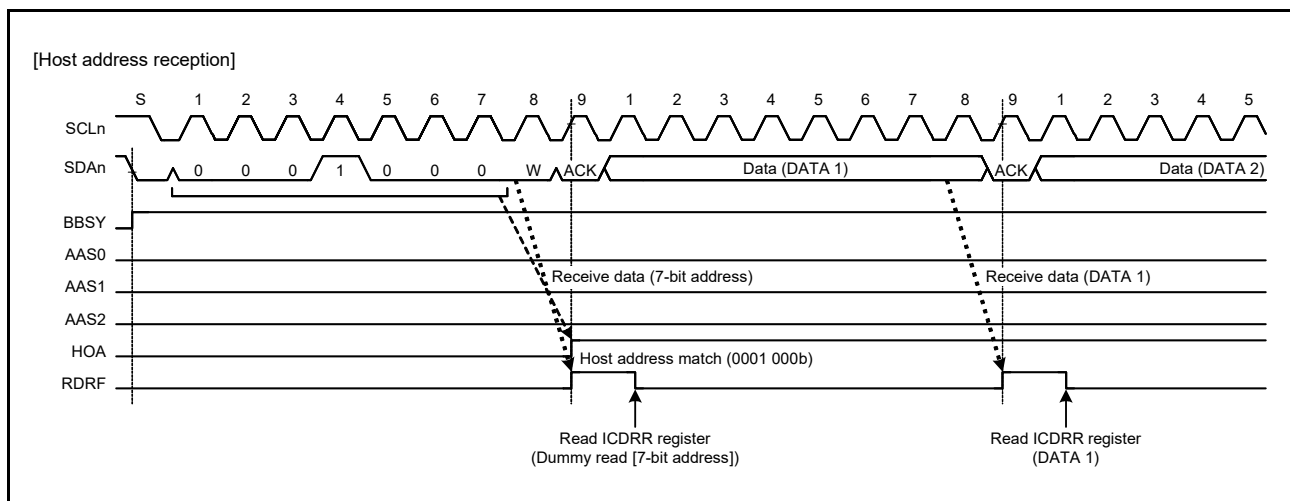 [Host address reception]
S 1 2 3 4 5 6 7 8 9 1 2 3 4 5 6 7 8 9 1 2 3 4 5
SCLn
SDAn 0 0 0 1 0 0 0 W ACK Data (DATA 1) ACK Data (DATA 2)
BBSY
AAS0
Receive data (7-bit address) Receive data (DATA 1)
AAS1
AAS2
HOA
Host address match (0001 000b)
RDRF
Read ICDRR register Read ICDRR register
(Dummy read [7-bit address]) (DATA 1)